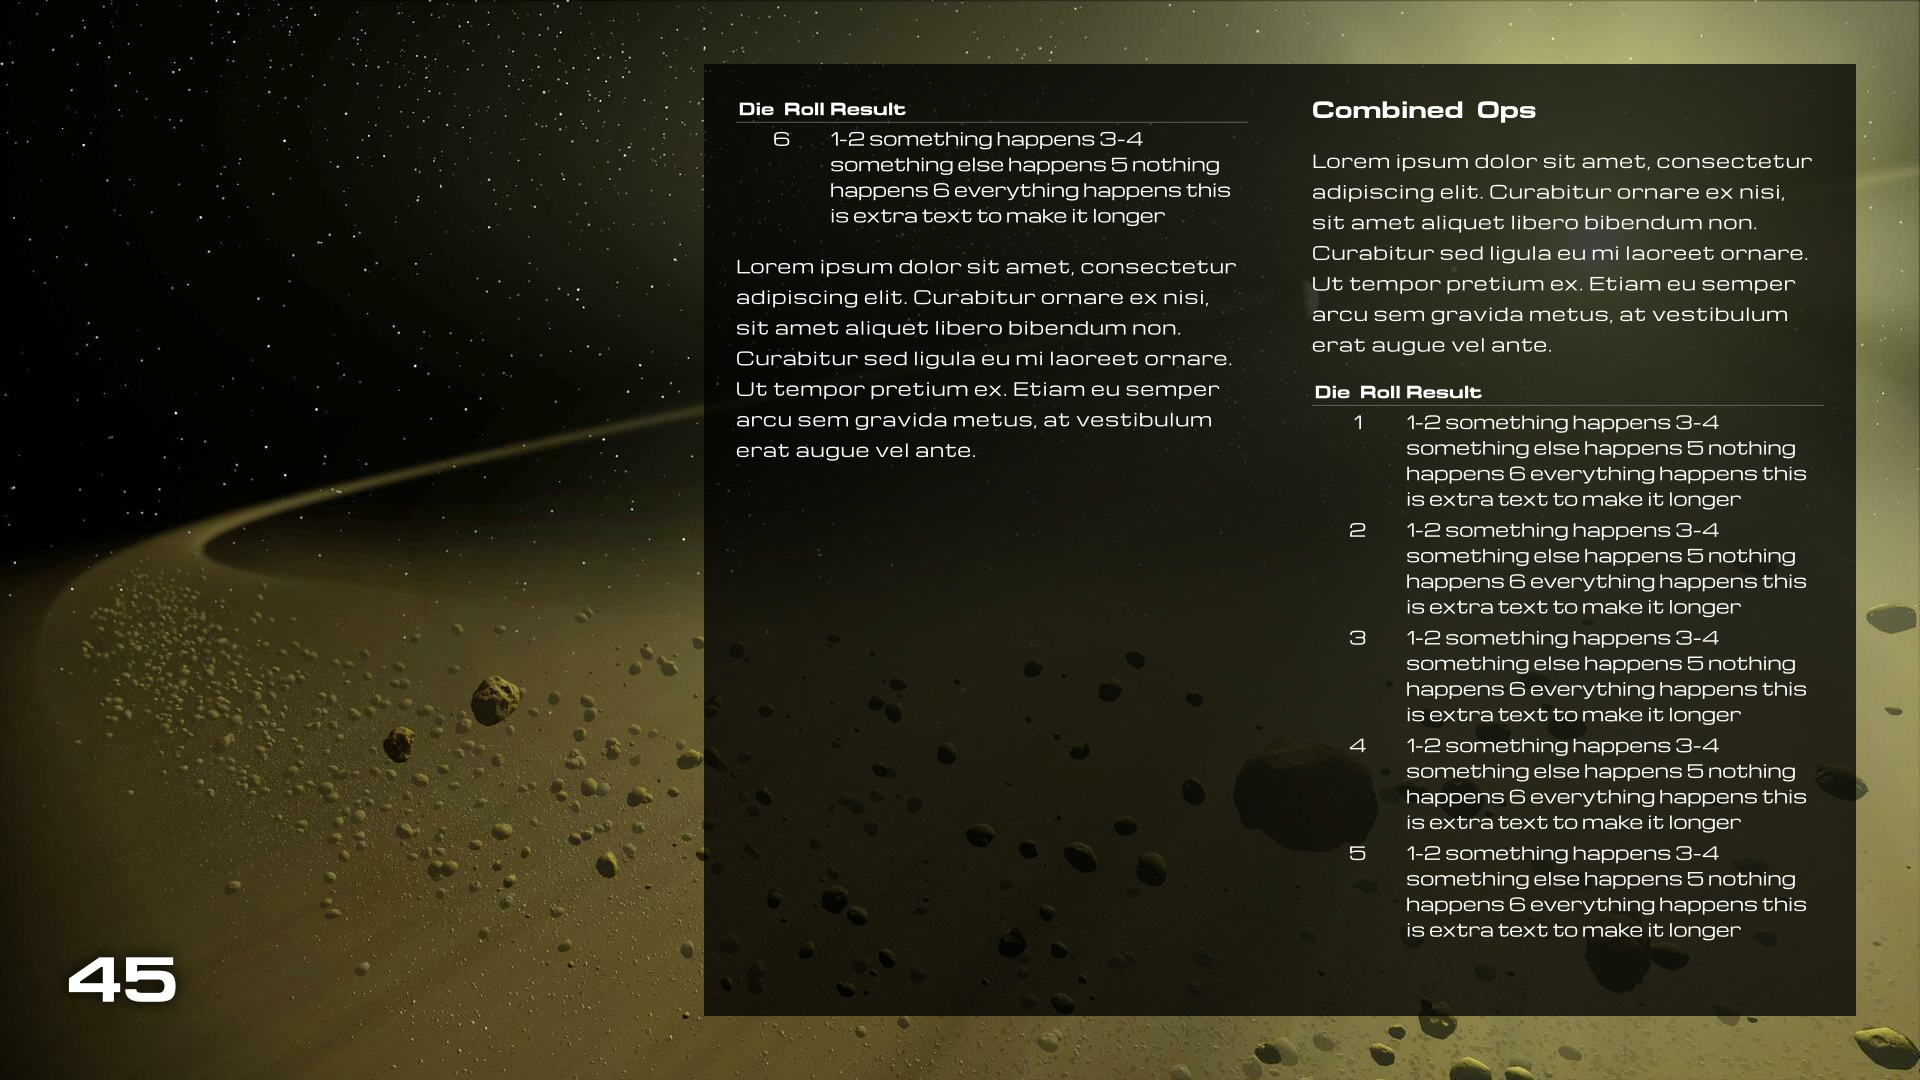 Die Roll Result
6 1-2 something happens 3-4
something else happens 5 nothing
happens 6 everything happens this
is extra text to make it longer
Lorem ipsum dolor sit amet, consectetur
adipiscing elit. Curabitur ornare ex nisi,
sit amet aliquet libero bibendum non.
Curabitur sed ligula eu mi laoreet ornare.
Ut tempor pretium ex. Etiam eu semper
arcu sem gravida metus, at vestibulum
erat augue vel ante.
Combined Ops
Lorem ipsum dolor sit amet, consectetur
adipiscing elit. Curabitur ornare ex nisi,
sit amet aliquet libero bibendum non.
Curabitur sed ligula eu mi laoreet ornare.
Ut tempor pretium ex. Etiam eu semper
arcu sem gravida metus, at vestibulum
erat augue vel ante.
Die Roll Result
1 1-2 something happens 3-4
something else happens 5 nothing
happens 6 everything happens this
is extra text to make it longer
2 1-2 something happens 3-4
something else happens 5 nothing
happens 6 everything happens this
is extra text to make it longer
3 1-2 something happens 3-4
something else happens 5 nothing
happens 6 everything happens this
is extra text to make it longer
4 1-2 something happens 3-4
something else happens 5 nothing
happens 6 everything happens this
is extra text to make it longer
5 1-2 something happens 3-4
something else happens 5 nothing
happens 6 everything happens this
is extra text to make it longer
45